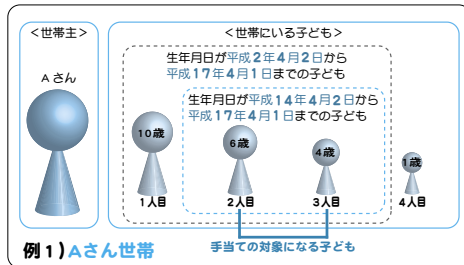 ＜世帯主＞
Aさん
＜世帯にいる子ども＞
生年月日が平成2年4月2日から
平成17年4月1日までの子ども
生年月日が平成14年4月2日から
平成17年4月1日までの子ども
10歳
6歳
4歳
1歳
1人目
2人目
3人目
4人目
手当ての対象になる子ども
例1）Aさん世帯